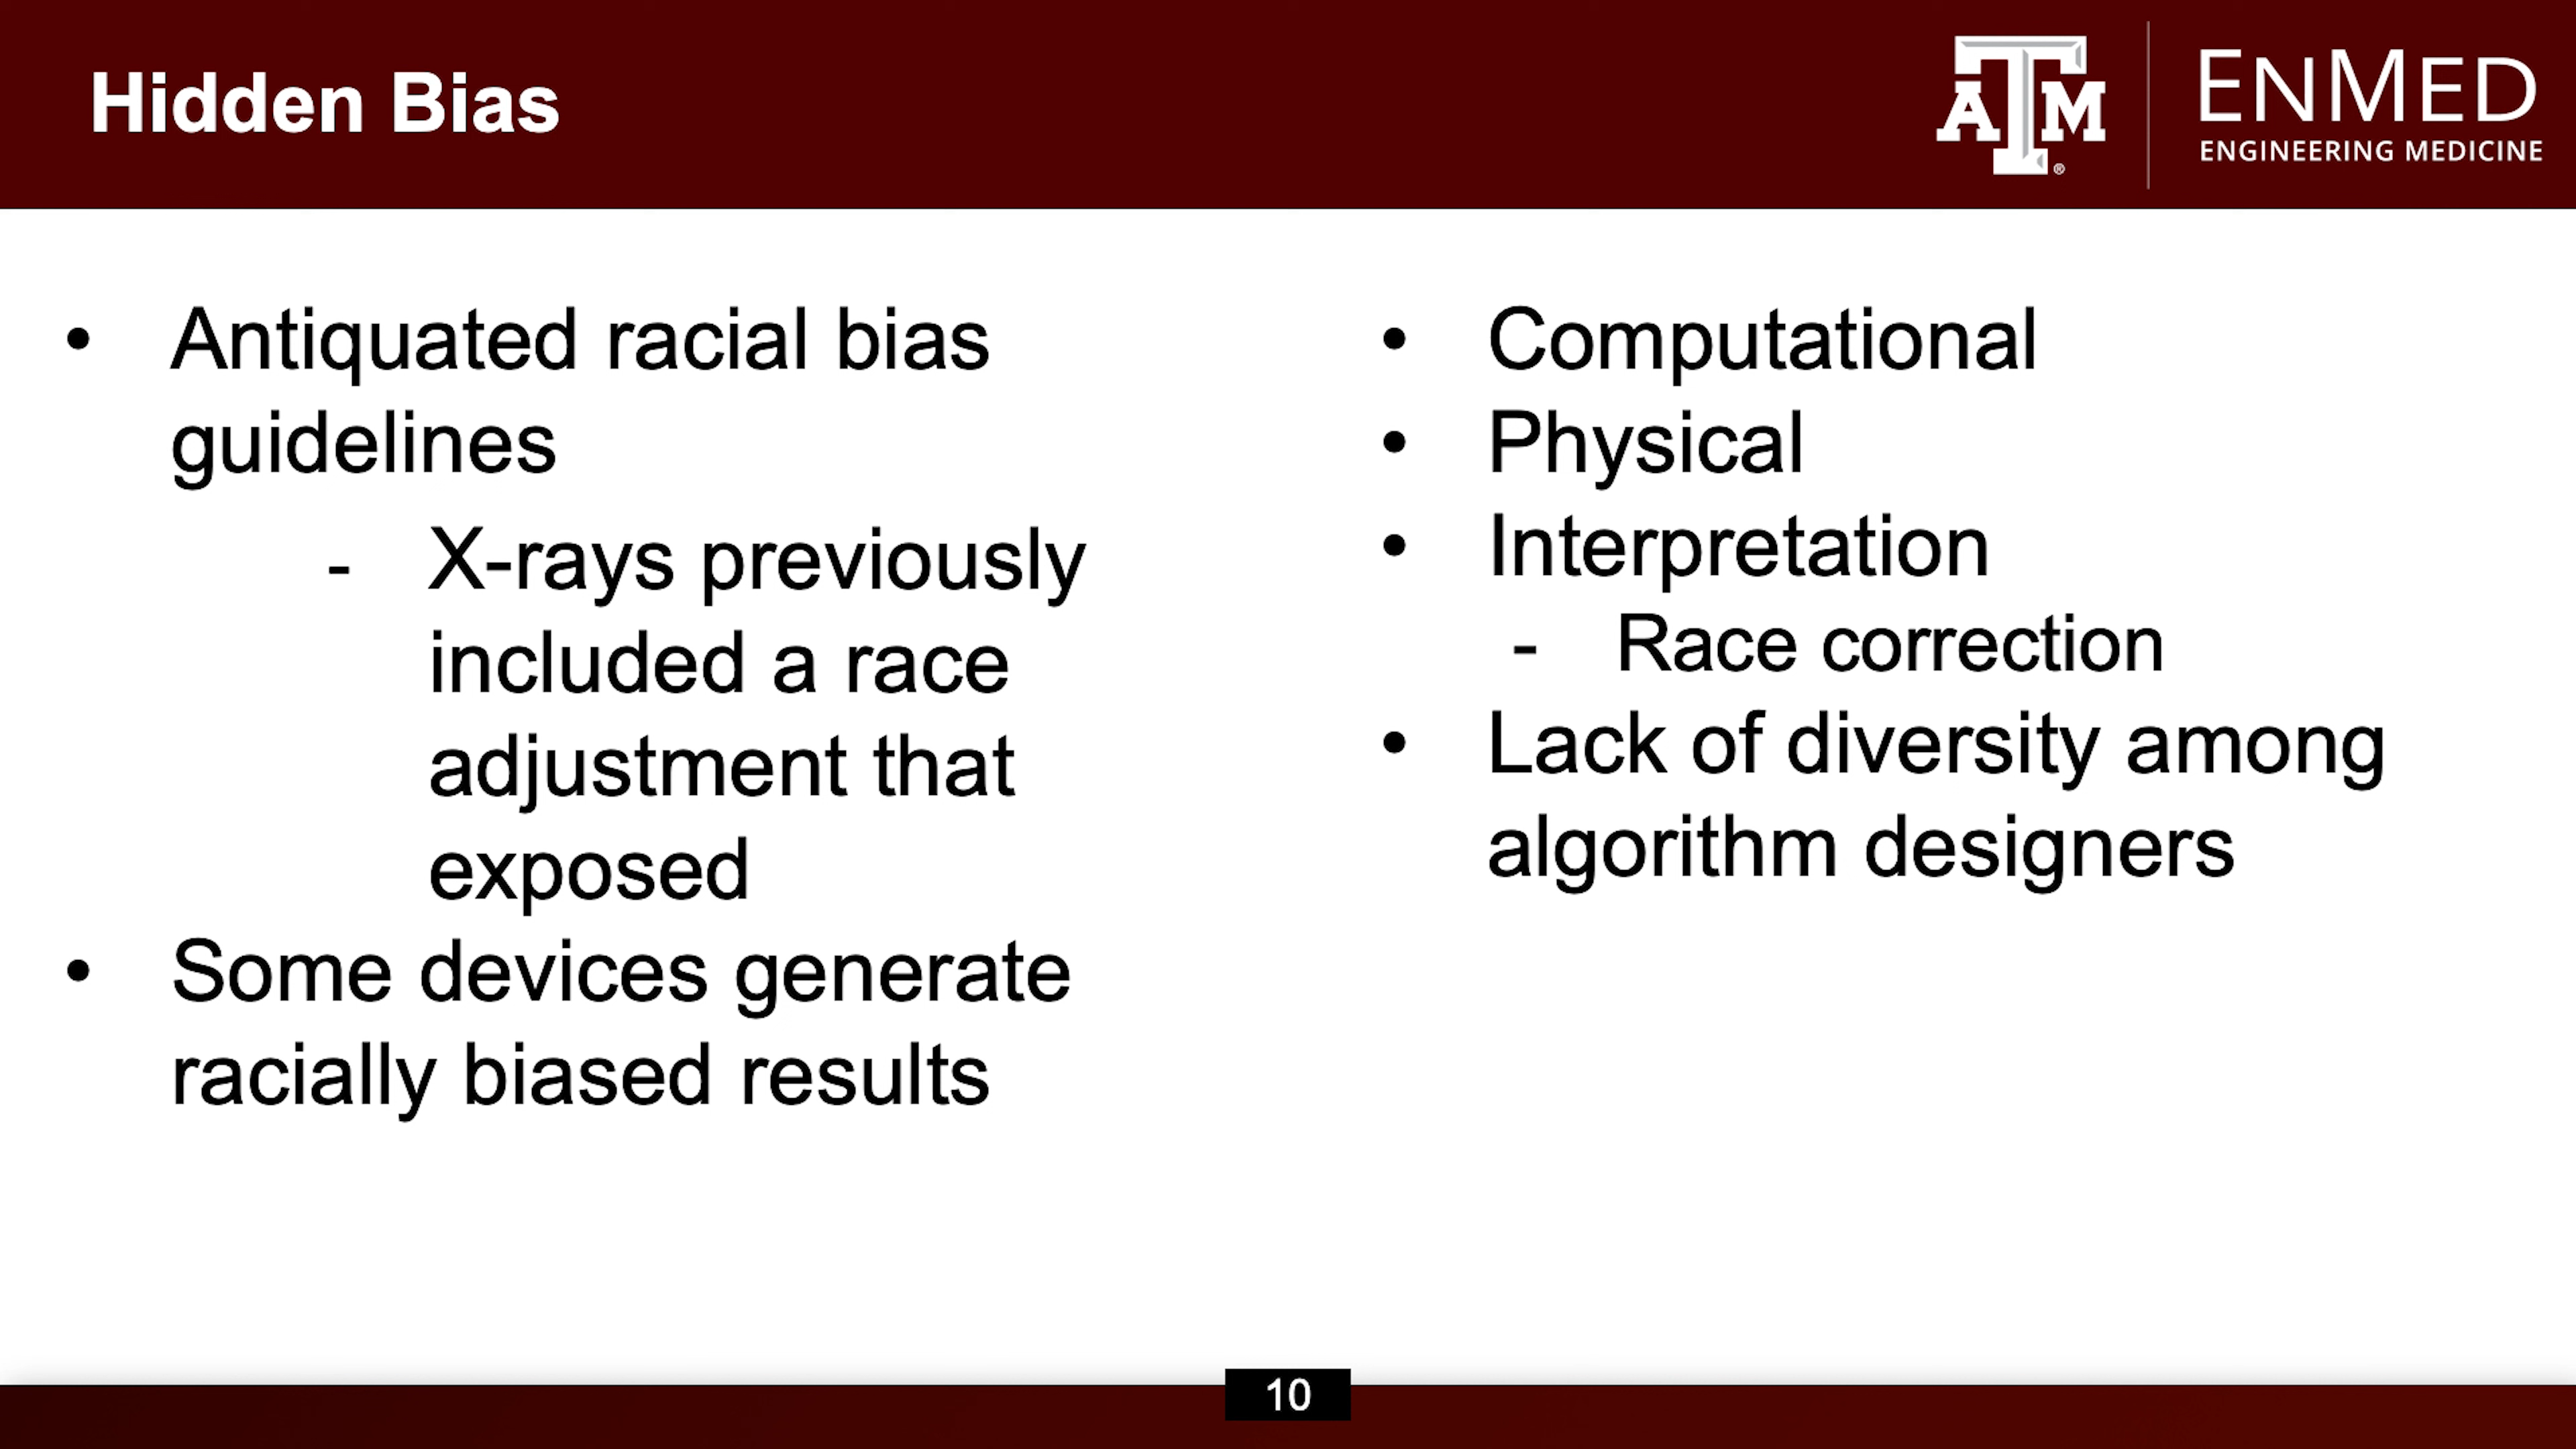 Hidden Bias
ATM®
ENMED
ENGINEERING MEDICINE
• Antiquated racial bias
guidelines
- X-rays previously
included a race
adjustment that
exposed
• Some devices generate
racially biased results
• Computational
• Physical
• Interpretation
- Race correction
• Lack of diversity among
algorithm designers
10